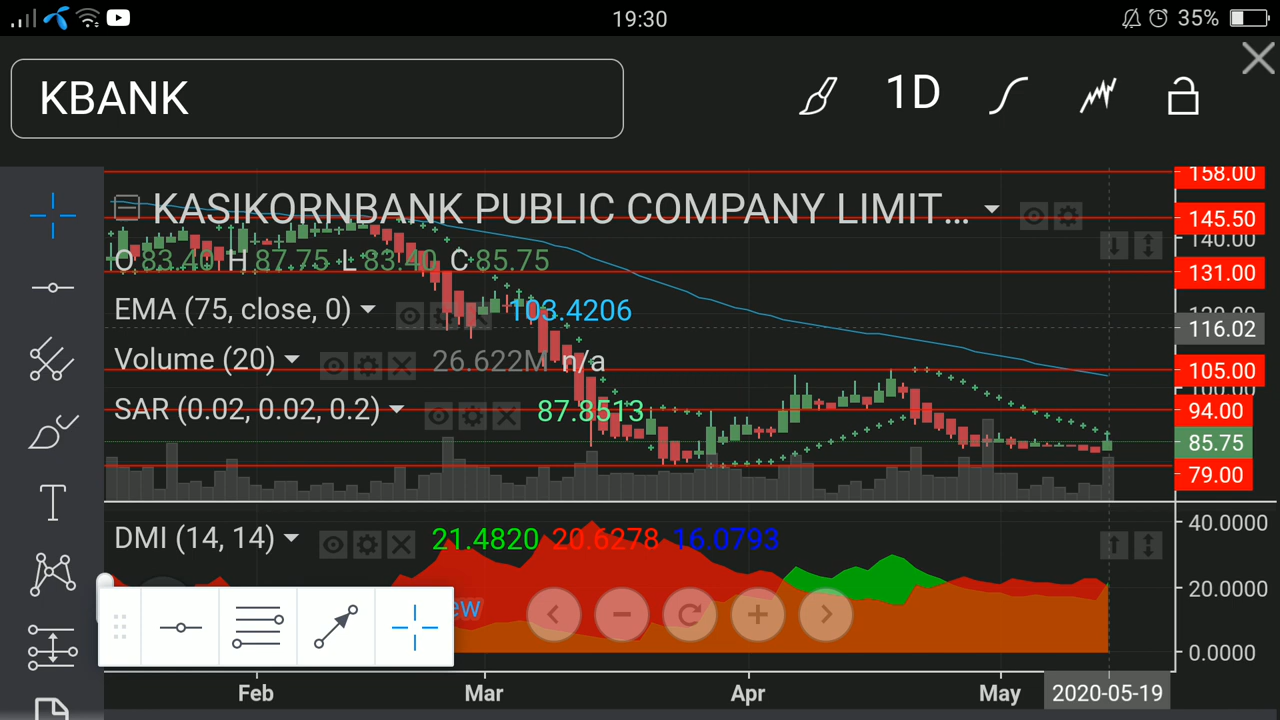 19:30
35%
KBANK
1D
KASIKORNBANK PUBLIC COMPANY LIMIT...
O 83.40 H 87.75 L 83.40 C 85.75
EMA (75, close, 0) 103.4206
Volume (20) 26.622M n/a
SAR (0.02, 0.02, 0.2) 87.8513
158.00
145.50
140.00
131.00
120.00
116.02
105.00
100.00
94.00
85.75
79.00
DMI (14, 14) 21.4820 20.6278 16.0793
40.0000
20.0000
0.0000
Feb Mar Apr May 2020-05-19